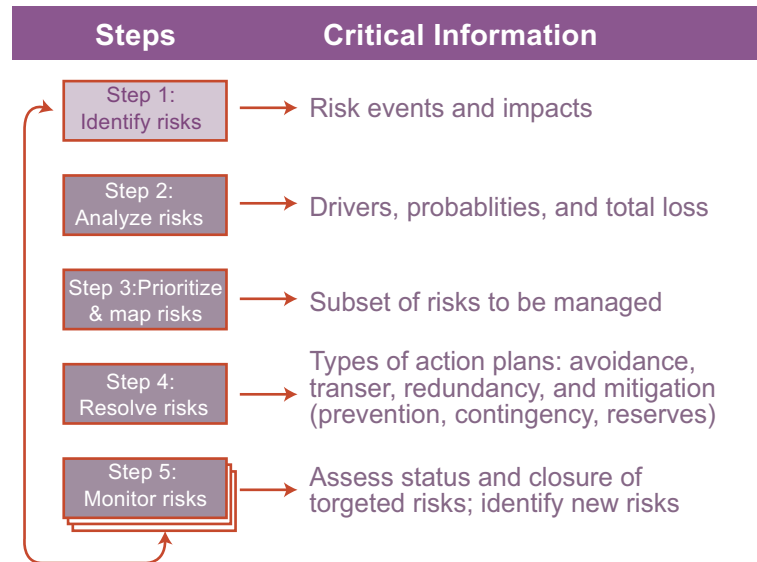 Steps
Critical Information
Step 1:
Identify risks
Risk events and impacts
Step 2:
Analyze risks
Drivers, probablities, and total loss
Step 3:Prioritize
& map risks
Subset of risks to be managed
Step 4:
Resolve risks
Types of action plans: avoidance,
transer, redundancy, and mitigation
(prevention, contingency, reserves)
Step 5:
Monitor risks
Assess status and closure of
torgeted risks; identify new risks